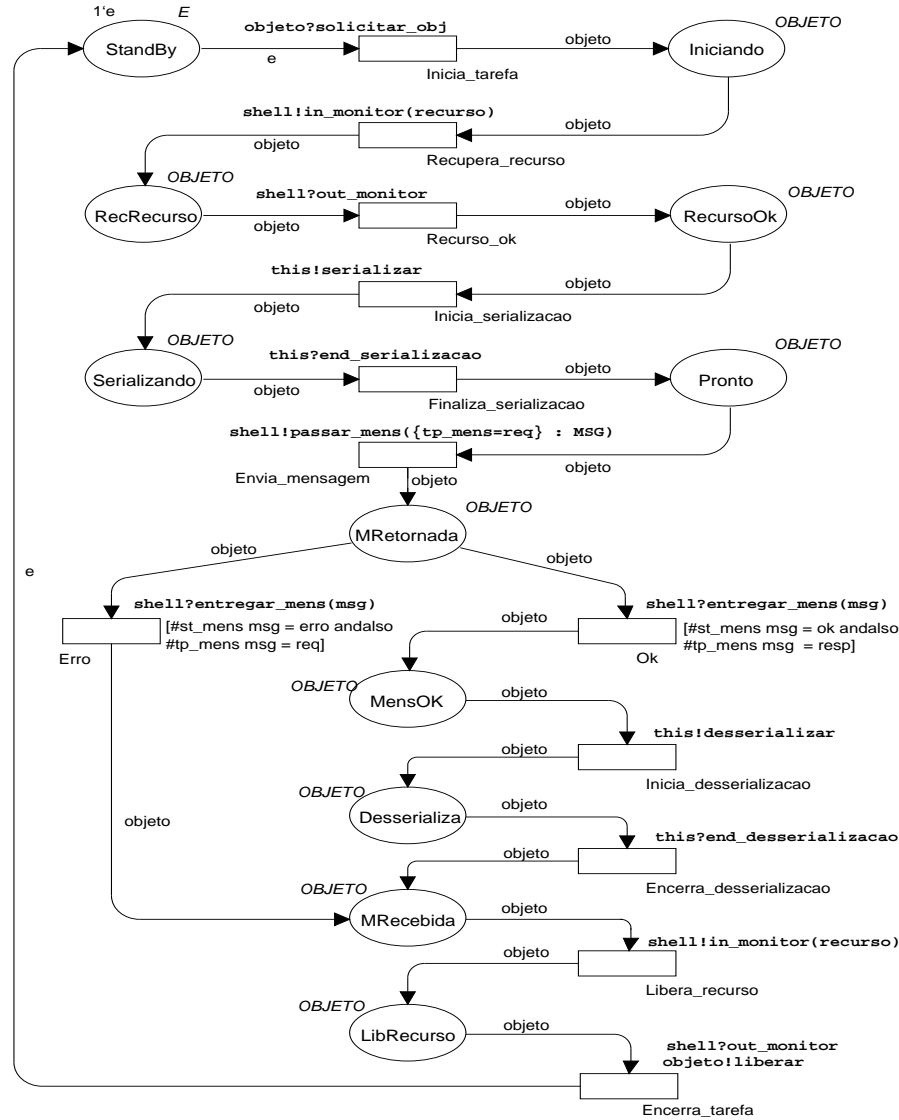 1'e
E
StandBy
objeto?solicitar_obj
e
Inicia_tarefa
objeto
OBJETO
Iniciando
shell!in_monitor(recurso)
objeto
objeto
Recupera_recurso
OBJETO
RecRecurso
shell?out_monitor
objeto
Recurso_ok
objeto
OBJETO
RecursoOk
this!serializar
objeto
objeto
Inicia_serializacao
OBJETO
Serializando
this?end_serializacao
objeto
Finaliza_serializacao
objeto
OBJETO
Pronto
shell!passar_mens({tp_mens=req} : MSG)
objeto
Envia_mensagem
objeto
OBJETO
MRetornada
objeto
objeto
e
shell?entregar_mens(msg)
[#st_mens msg = erro andalso
#tp_mens msg = req]
Erro
shell?entregar_mens(msg)
[#st_mens msg = ok andalso
#tp_mens msg  = resp]
Ok
objeto
OBJETO
MensOK
objeto
this!desserializar
objeto
Inicia_desserializacao
OBJETO
Desserializa
objeto
objeto
this?end_desserializacao
objeto
Encerra_desserializacao
OBJETO
MRecebida
objeto
shell!in_monitor(recurso)
objeto
Libera_recurso
OBJETO
LibRecurso
objeto
shell?out_monitor
objeto!liberar
Encerra_tarefa